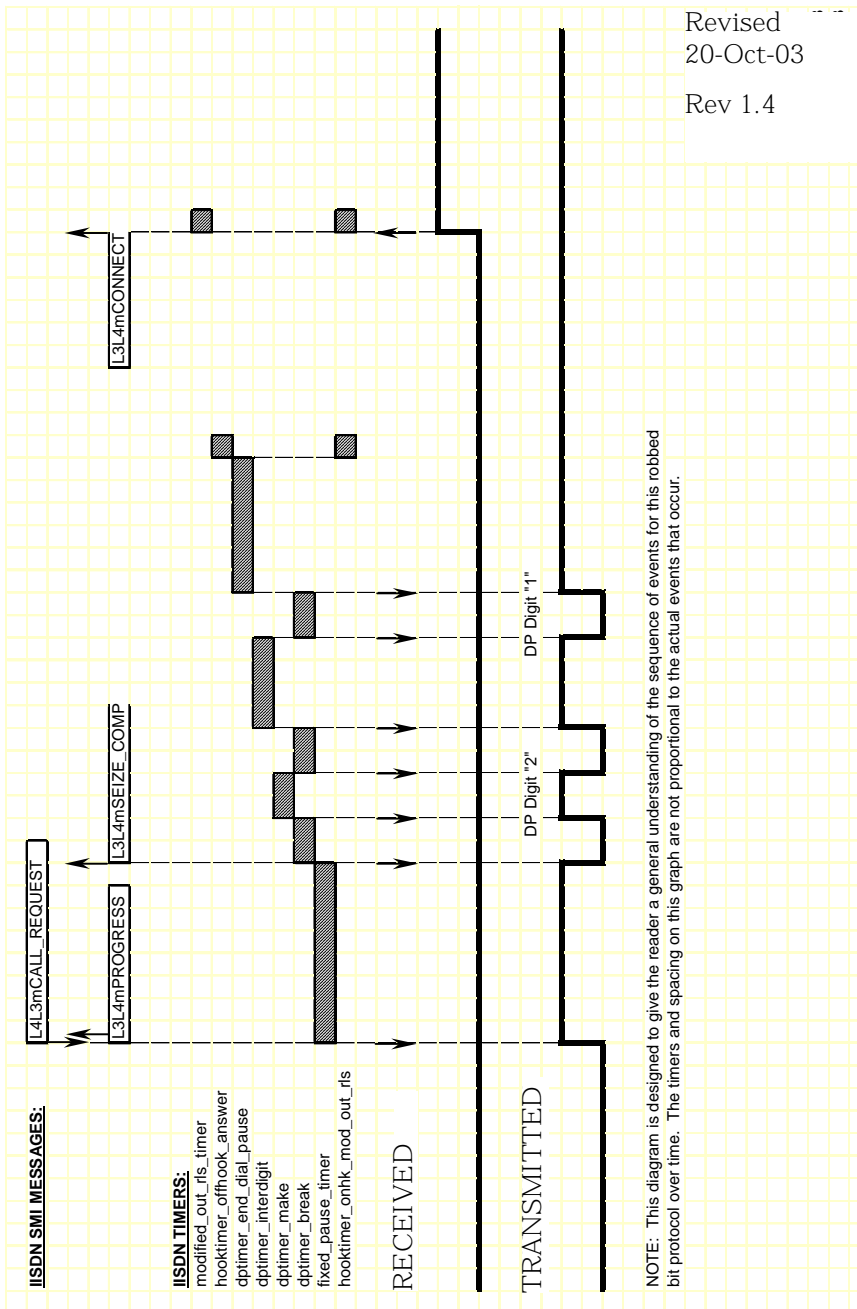 Revised
20-Oct-03
Rev 1.4
IISDN SMI MESSAGES:
L4L3mCALL_REQUEST
L3L4mPROGRESS
L3L4mSEIZE_COMP
L3L4mCONNECT
IISDN TIMERS:
modified_out_rls_timer
hooktimer_offhook_answer
dptimer_end_dial_pause
dptimer_interdigit
dptimer_make
dptimer_break
fixed_pause_timer
hooktimer_onhk_mod_out_rls
RECEIVED
TRANSMITTED
DP Digit "2"
DP Digit "1"
NOTE: This diagram is designed to give the reader a general understanding of the sequence of events for this robbed
bit protocol over time. The timers and spacing on this graph are not proportional to the actual events that occur.